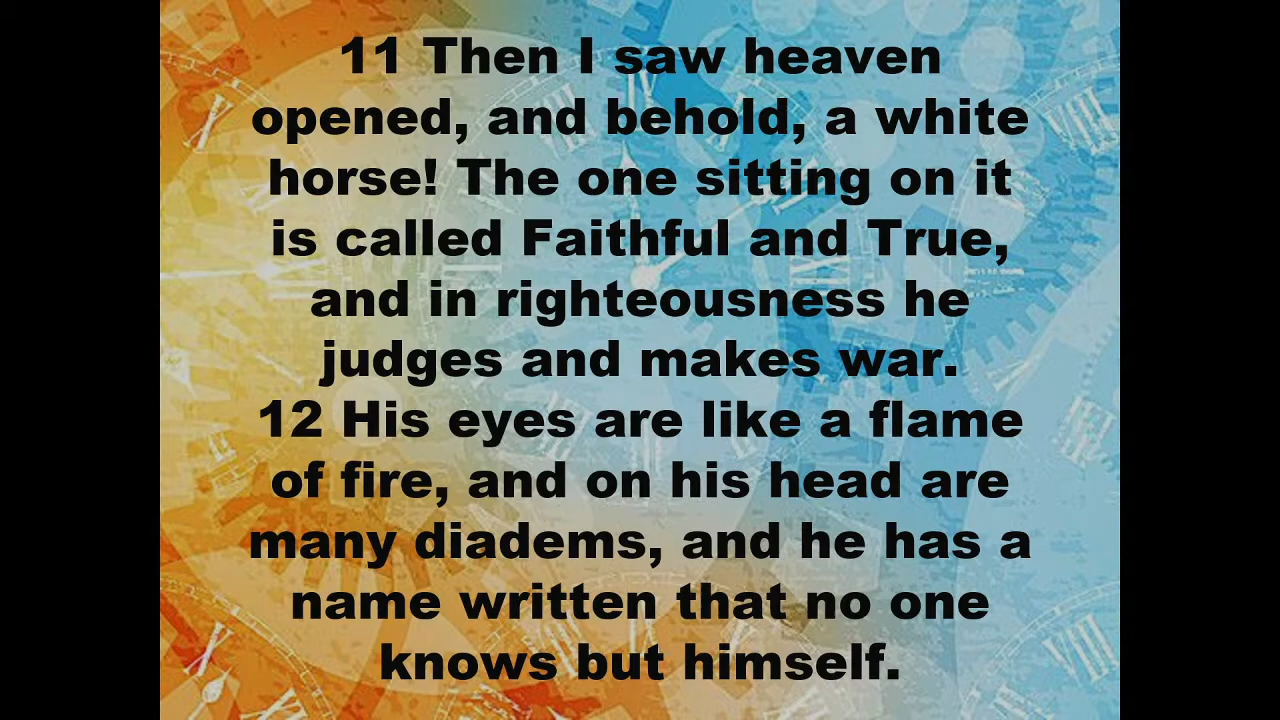 11 Then I saw heaven
opened, and behold, a white
horse! The one sitting on it
is called Faithful and True,
and in righteousness he
judges and makes war.
12 His eyes are like a flame
of fire, and on his head are
many diadems, and he has a
name written that no one
knows but himself.